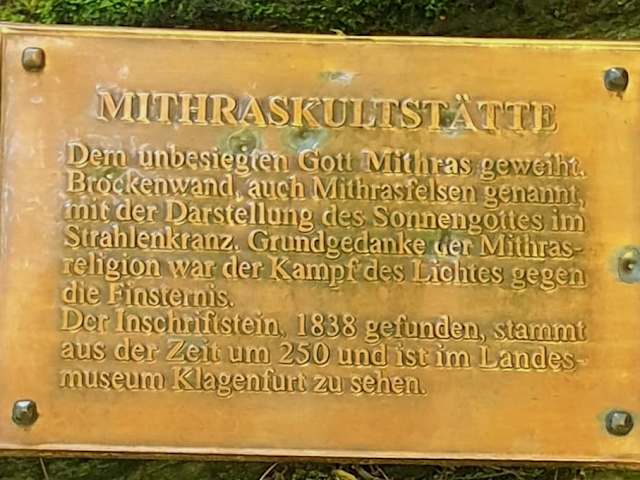 MITHRASKULTSTÄTTE
Dem unbesiegten Gott Mithras geweiht.
Brockenwand, auch Mithrasfelsen genannt,
mit der Darstellung des Sonnengottes im
Strahlenkranz. Grundgedanke der Mithras-
religion war der Kampf des Lichtes gegen
die Finsternis.
Der Inschriftstein, 1838 gefunden, stammt
aus der Zeit um 250 und ist im Landes-
museum Klagenfurt zu sehen.